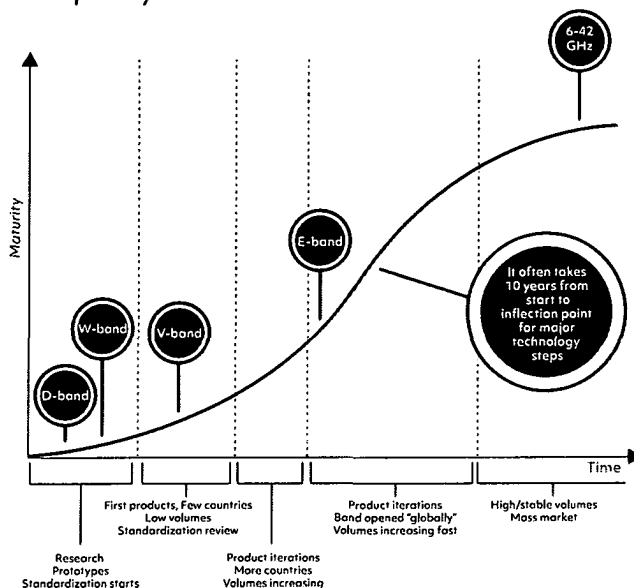 6-42
GHz
Maturity
E-band
W-band
V-band
D-band
It often takes
10 years from
start to
inflection point
for major
technology
steps
Time
First products, Few countries
Low volumes
Standardization review
Product iterations
Band opened "globally"
Volumes increasing fast
High/stable volumes
Mass market
Research
Prototypes
Standardization starts
Product iterations
More countries
Volumes increasing